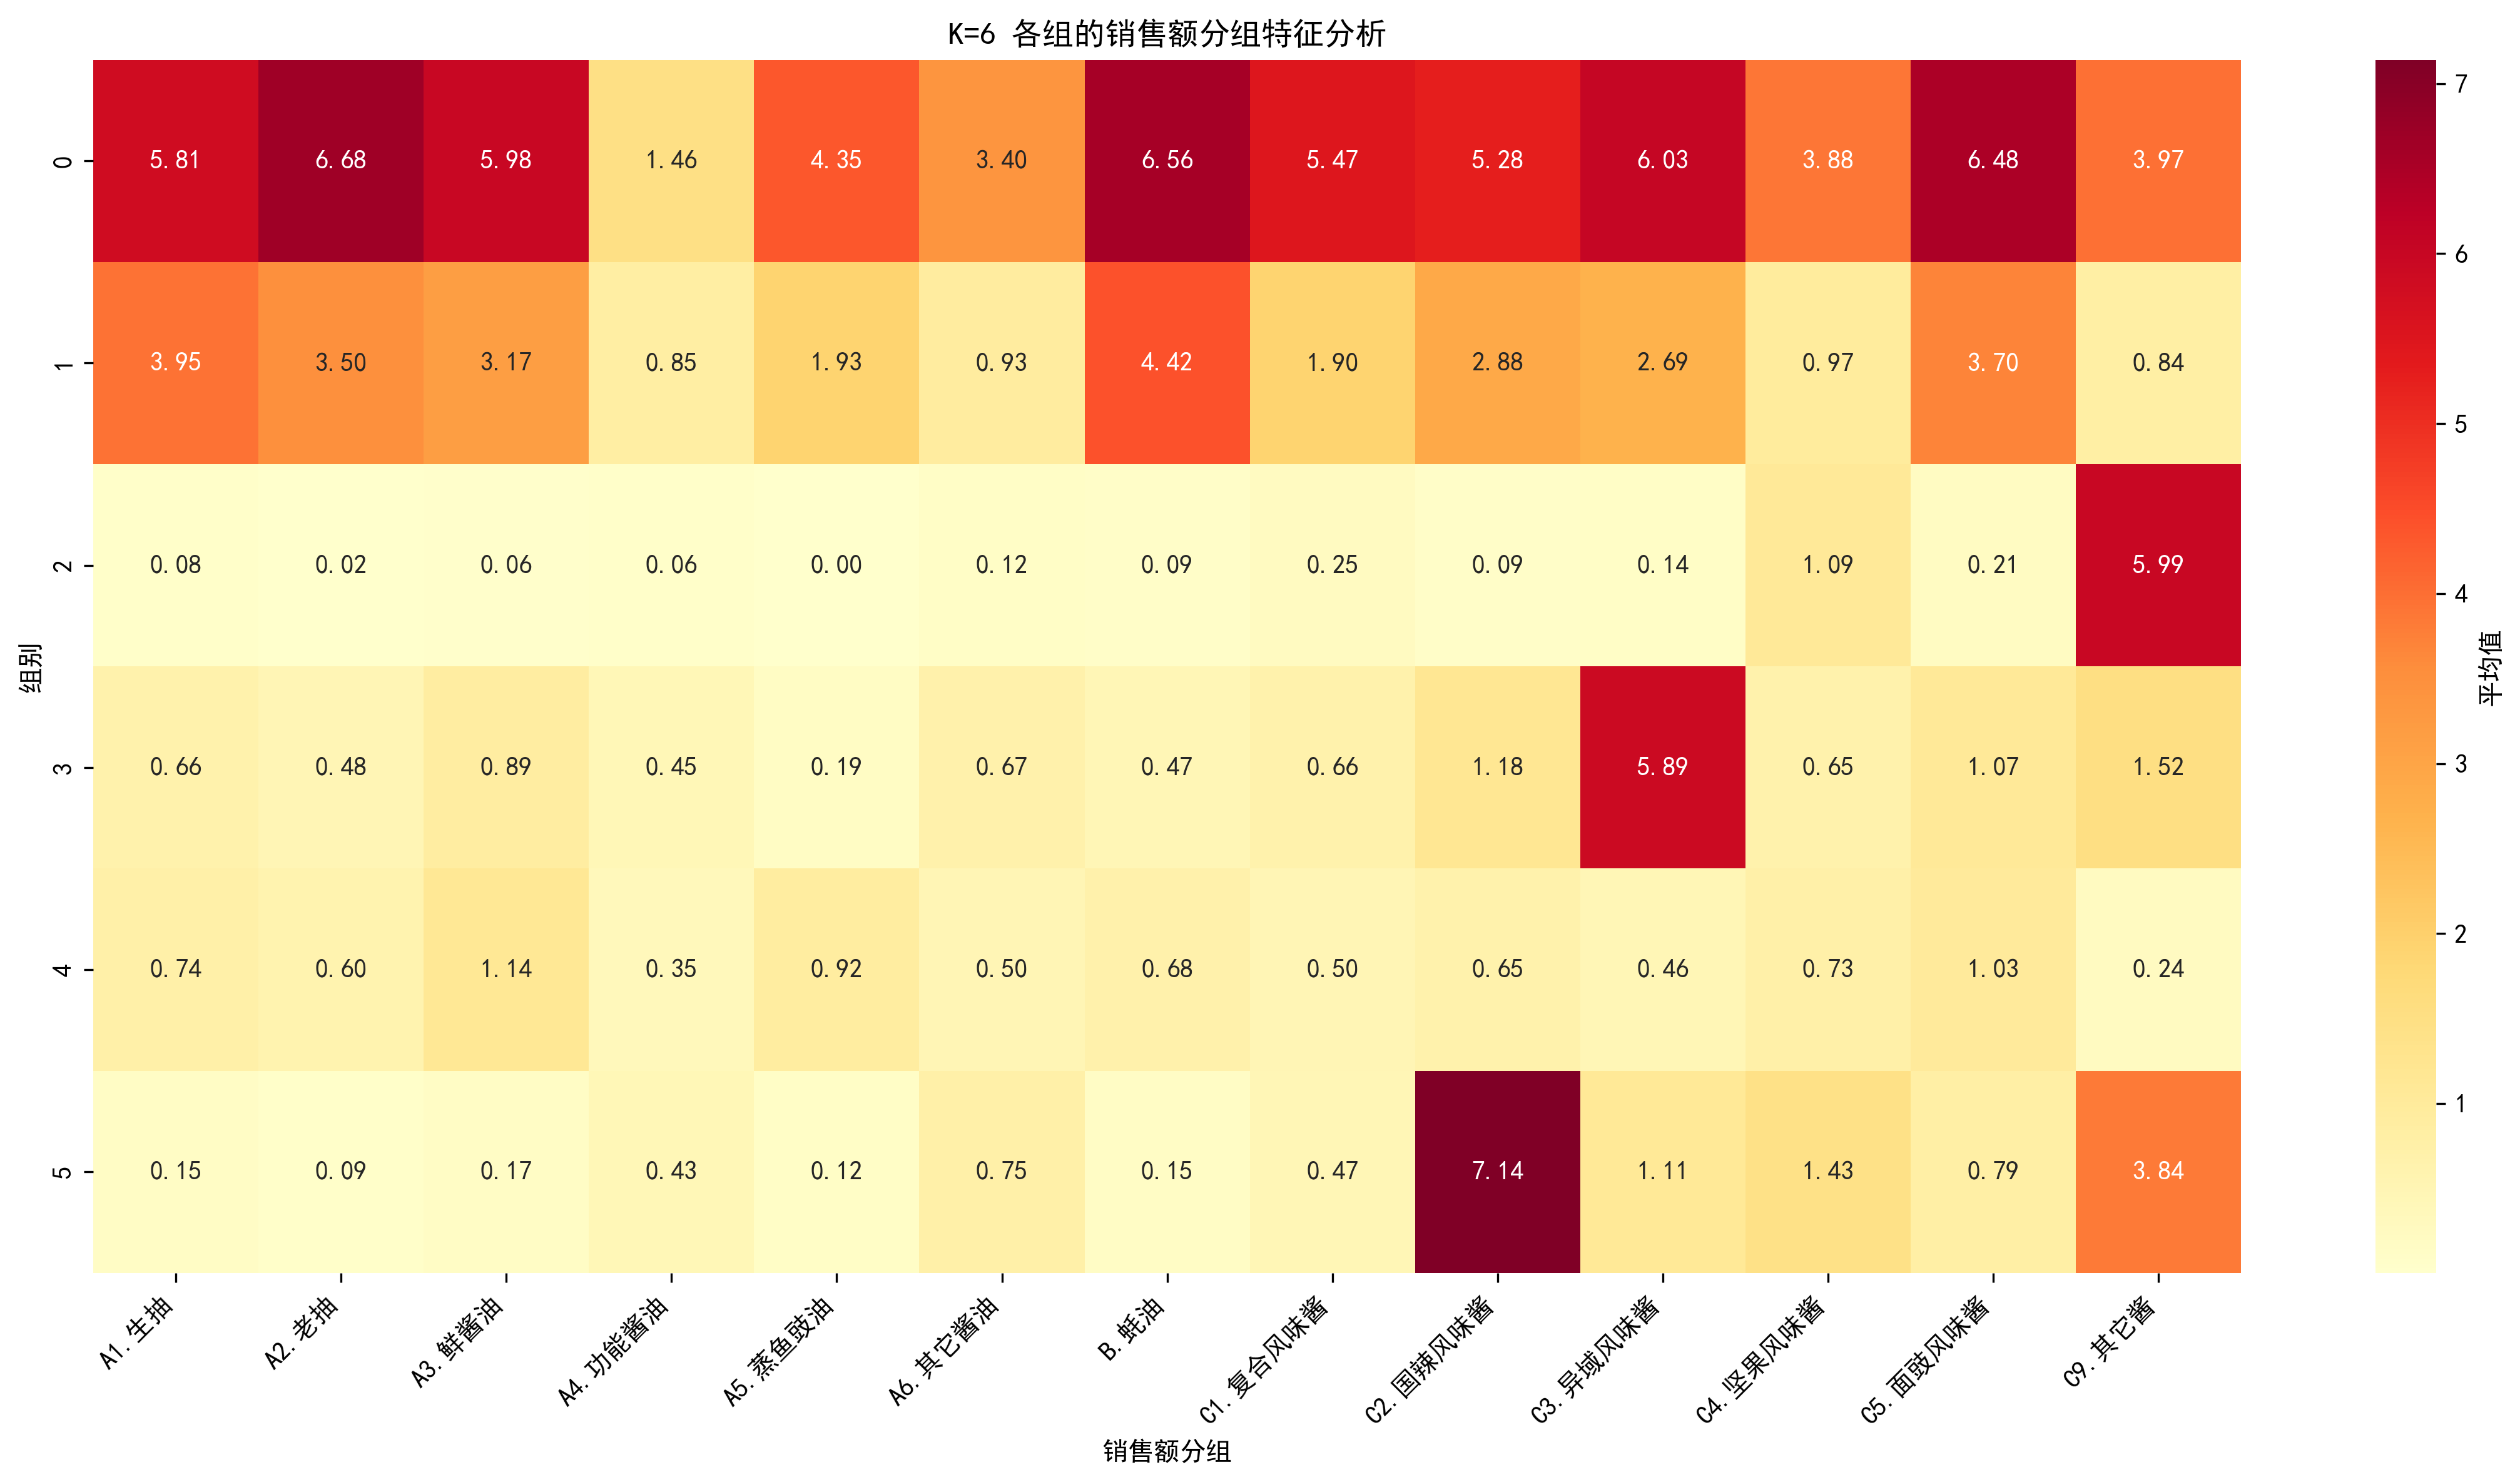 K=6 各组的销售额分组特征分析
0 5.81 6.68 5.98 1.46 4.35 3.40 6.56 5.47 5.28 6.03 3.88 6.48 3.97
1 3.95 3.50 3.17 0.85 1.93 0.93 4.42 1.90 2.88 2.69 0.97 3.70 0.84
2 0.08 0.02 0.06 0.06 0.00 0.12 0.09 0.25 0.09 0.14 1.09 0.21 5.99
3 0.66 0.48 0.89 0.45 0.19 0.67 0.47 0.66 1.18 5.89 0.65 1.07 1.52
4 0.74 0.60 1.14 0.35 0.92 0.50 0.68 0.50 0.65 0.46 0.73 1.03 0.24
5 0.15 0.09 0.17 0.43 0.12 0.75 0.15 0.47 7.14 1.11 1.43 0.79 3.84
组别
A1.生抽
A2.老抽
A3.鲜酱油
A4.功能酱油
A5.蒸鱼豉油
A6.其它酱油
B.蚝油
C1.复合风味酱
C2.国辣风味酱
C3.异域风味酱
C4.坚果风味酱
C5.面豉风味酱
C9.其它酱
销售额分组
7
6
5
4
3
2
1
平均值